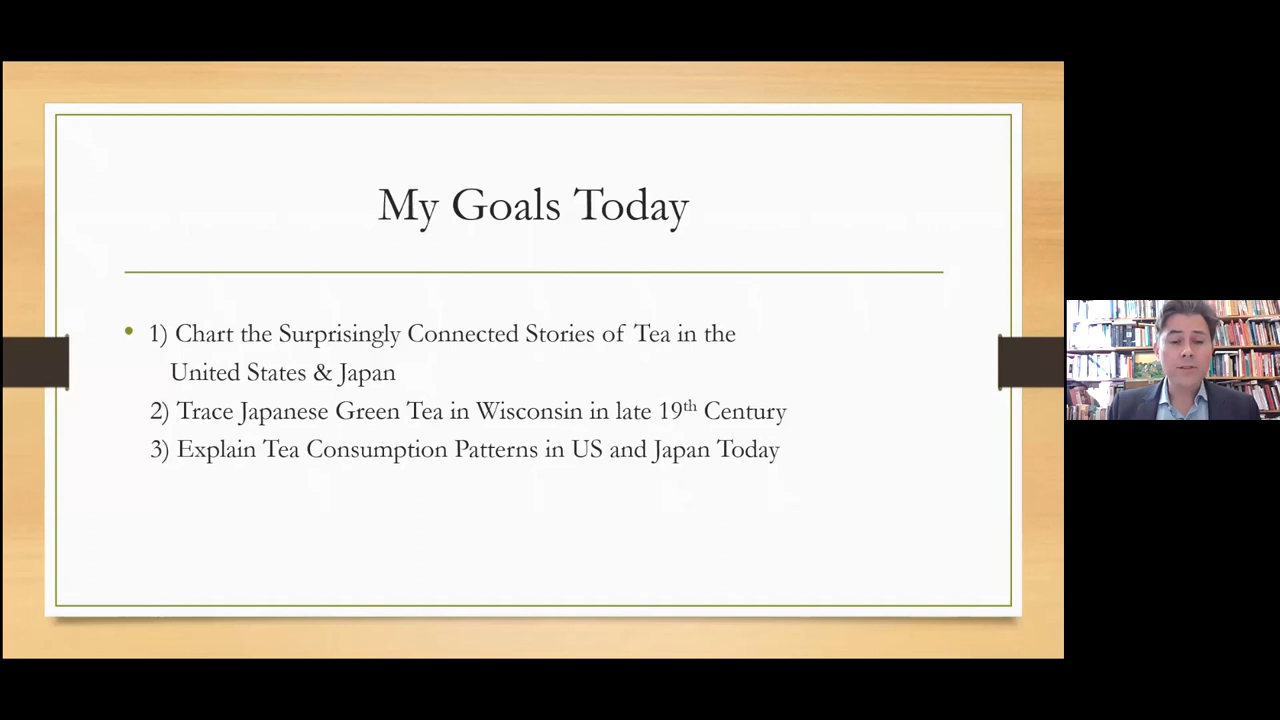 My Goals Today
• 1) Chart the Surprisingly Connected Stories of Tea in the
United States & Japan
2) Trace Japanese Green Tea in Wisconsin in late 19th Century
3) Explain Tea Consumption Patterns in US and Japan Today